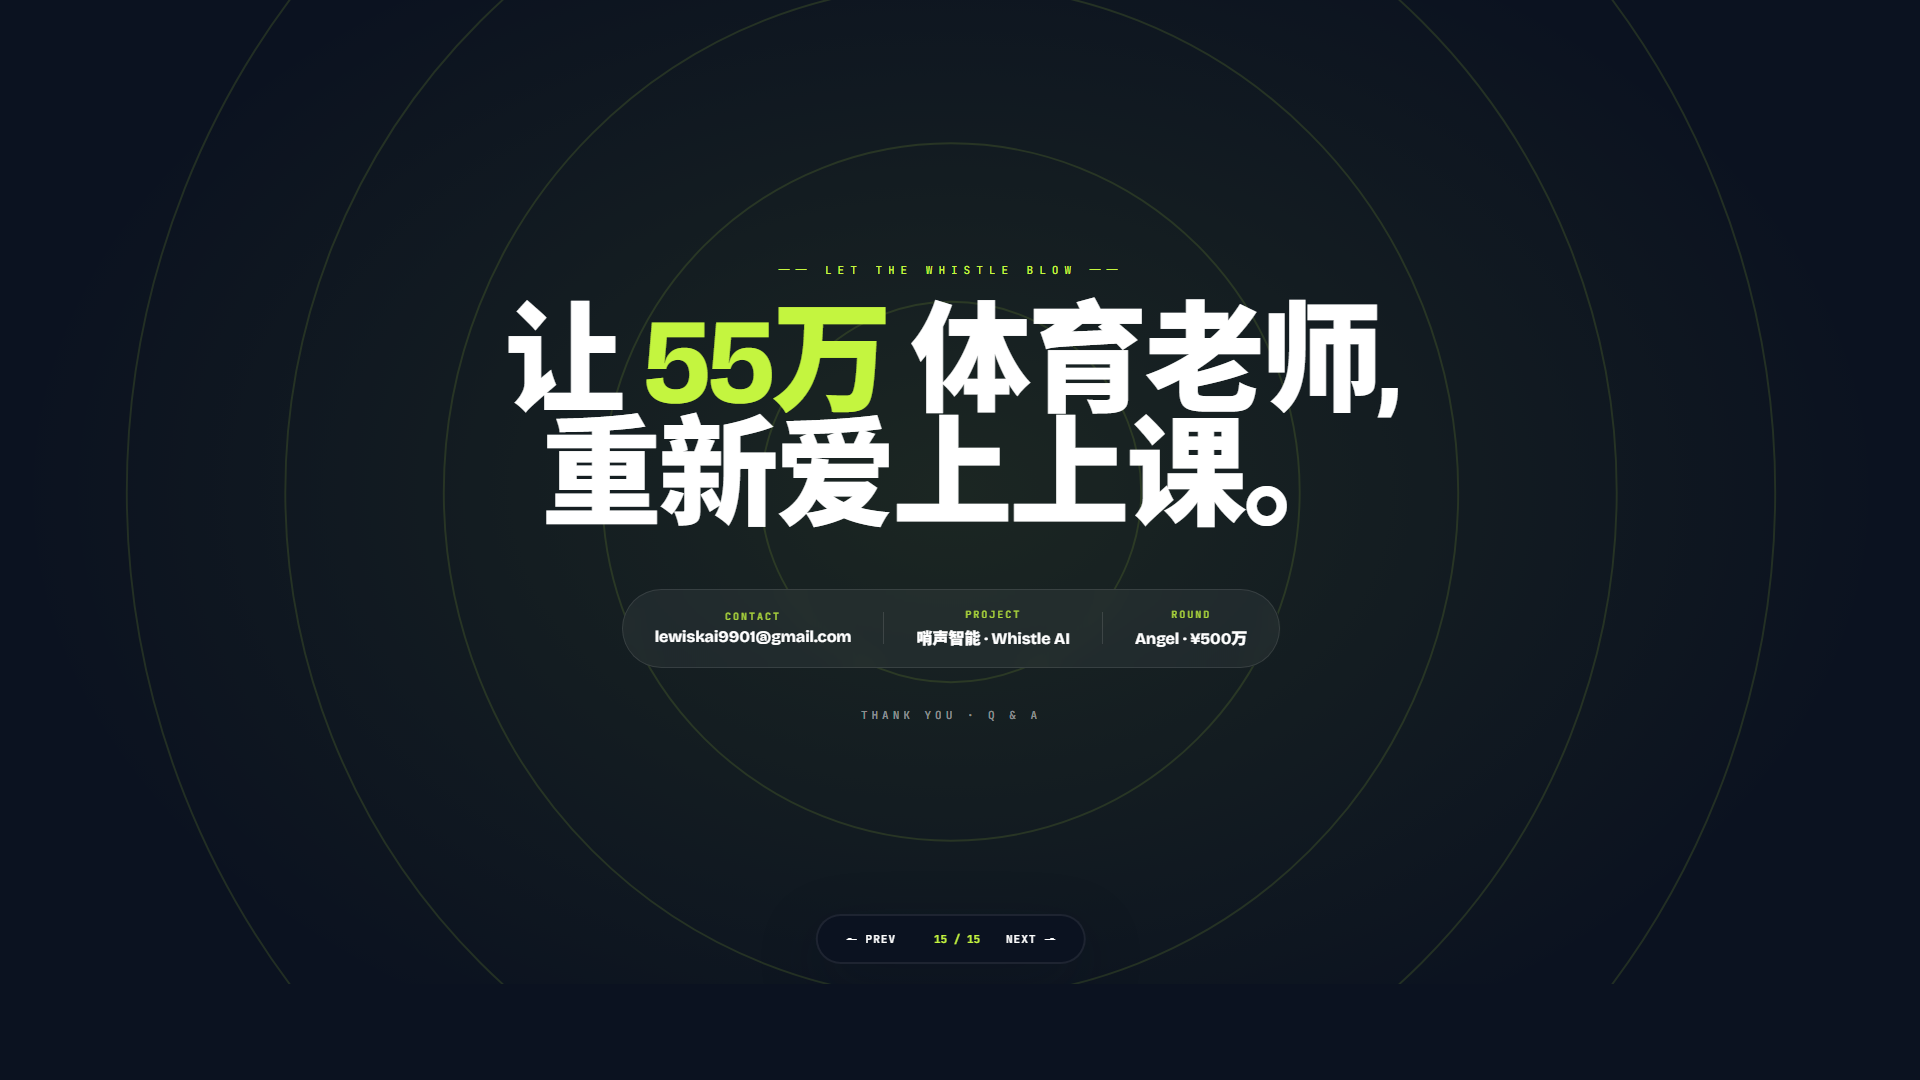 —— LET THE WHISTLE BLOW ——
让 55万 体育老师,
重新爱上上课。
CONTACT
lewiskai9901@gmail.com
PROJECT
哨声智能 · Whistle AI
ROUND
Angel · ¥500万
THANK YOU · Q & A
← PREV 15 / 15 NEXT →